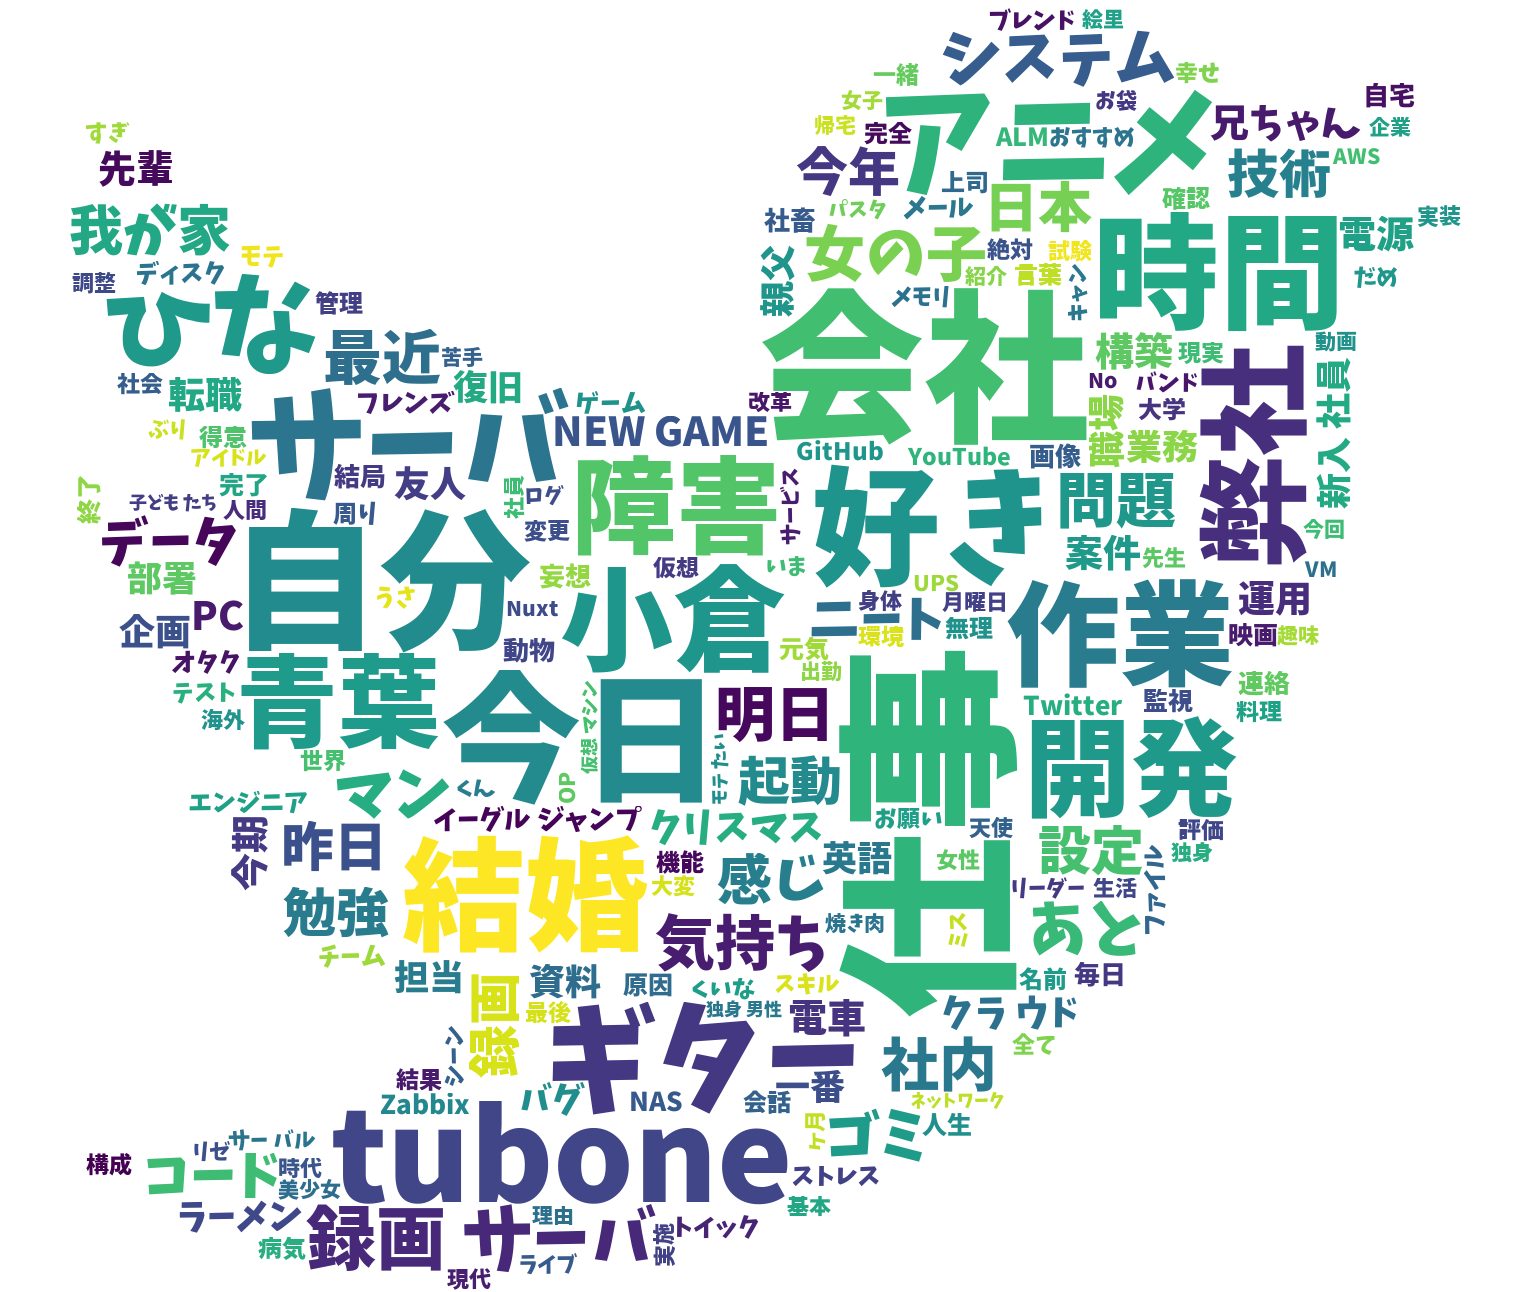 ブレンド 絵里
システム
一緒 幸せ
女子 アニメ お袋 自宅
帰宅 完全 ALM おすすめ 兄ちゃん 企業
すぎ
先輩 今年 上司 技術 AWS
社畜 パスタ メール 日本 確認 実装
我が家 女の子 絶対 試験 時間 電源
モテ 親父 紹介 言葉 キャン だめ
調整 ディスク メモリ
ひな 管理 会社
最近 苦手 構築 現実 動画
社会 転職 復旧 No バンド 弊社 社員
フレンズ ゲーム 改革 職場 大学
ぶり 得意 サーバ NEW GAME 業務
アイドル GitHub YouTube 画像 新入
終了 完了 結局 友人 障害 サービス 好き 問題
子ども たち 人間 周り 社員 ログ
データ 変更 案件 先生 今回
部署 自分 妄想 仮想 いま VM
うさ Nuxt 小倉 UPS 身体 月曜日 作業 運用
企画 PC ニート 無理 映画 趣味
動物 元気 環境
オタク 青葉 出勤
テスト 今日 仮想 マシン 明日 仕事 Twitter 監視 連絡
海外 料理
世界 モテ たい 起動 開発
エンジニア マン くん OP
イーグル ジャンプ クリスマス お願い 天使 評価
今期 昨日 設定 独身
結婚 機能 感じ 英語 女性
大変 リーダー 生活 ファイル
勉強 気持ち 焼き肉 ミス あと
チーム 担当 録画 資料 原因 くいな スキル 名前 毎日
最後 独身 男性 電車 クラウド
シーン ギター 全て
結果 一番 社内
Zabbix バグ NAS 会話 ネットワーク
サー バル tubone ケ月 ゴミ 人生
構成 リゼ
コード 時代 ストレス
美少女 基本
ラーメン 録画 サーバ 理由 トイック
病気 ライブ 実施
現代